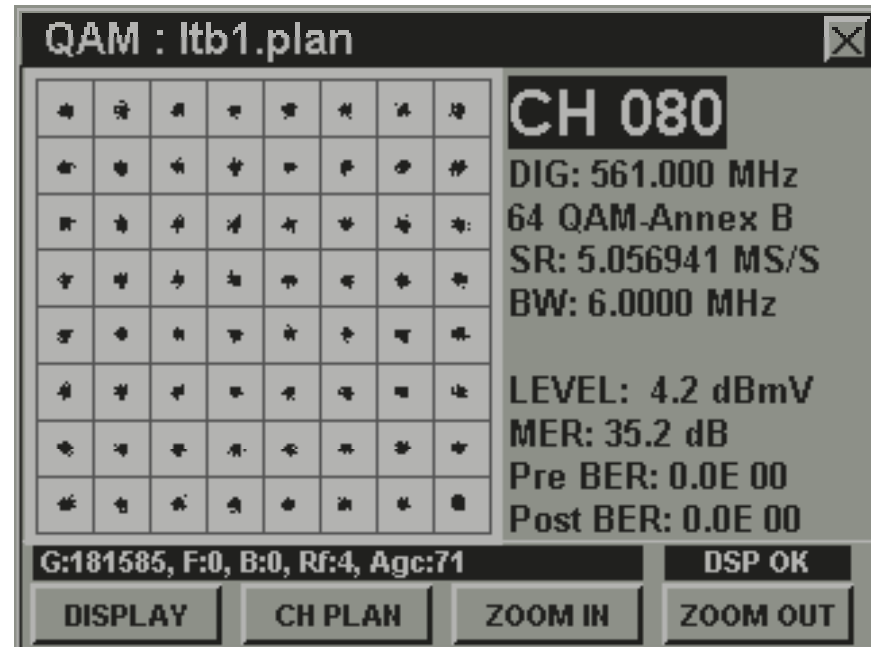 QAM : ltb1.plan
CH 080
DIG: 561.000 MHz
64 QAM-Annex B
SR: 5.056941 MS/S
BW: 6.0000 MHz
LEVEL: 4.2 dBmV
MER: 35.2 dB
Pre BER: 0.0E 00
Post BER: 0.0E 00
G:181585, F:0, B:0, Rf:4, Agc:71
DSP OK
DISPLAY
CH PLAN
ZOOM IN
ZOOM OUT